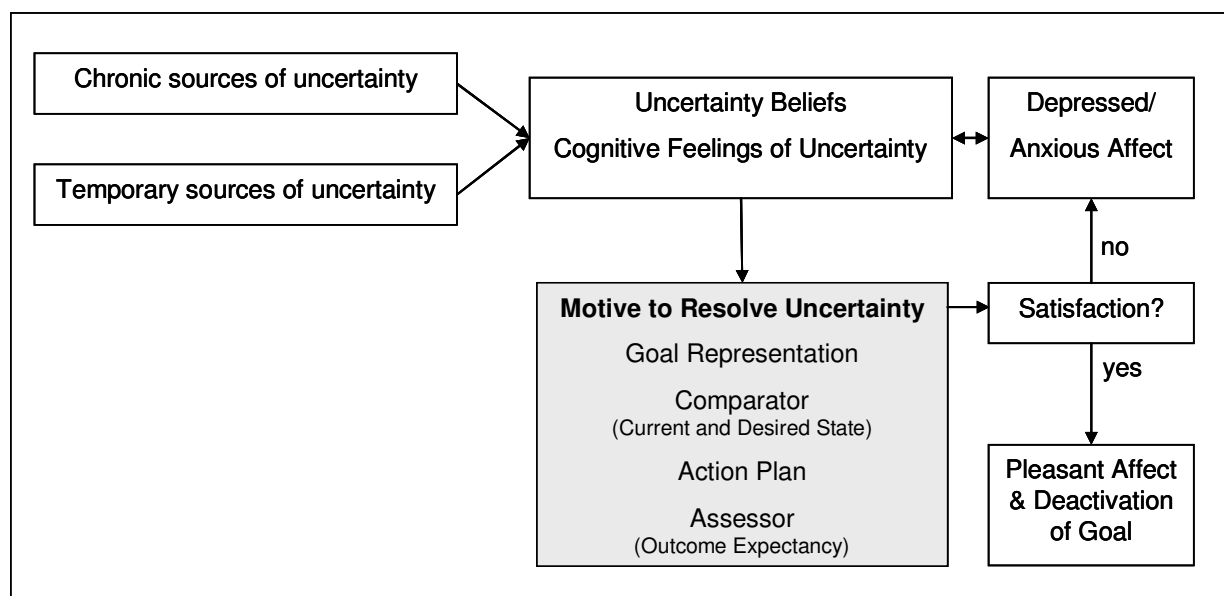 Chronic sources of uncertainty
Temporary sources of uncertainty
Uncertainty Beliefs
Cognitive Feelings of Uncertainty
Depressed/
Anxious Affect
no
Motive to Resolve Uncertainty
Goal Representation
Comparator
(Current and Desired State)
Action Plan
Assessor
(Outcome Expectancy)
Satisfaction?
yes
Pleasant Affect
& Deactivation
of Goal